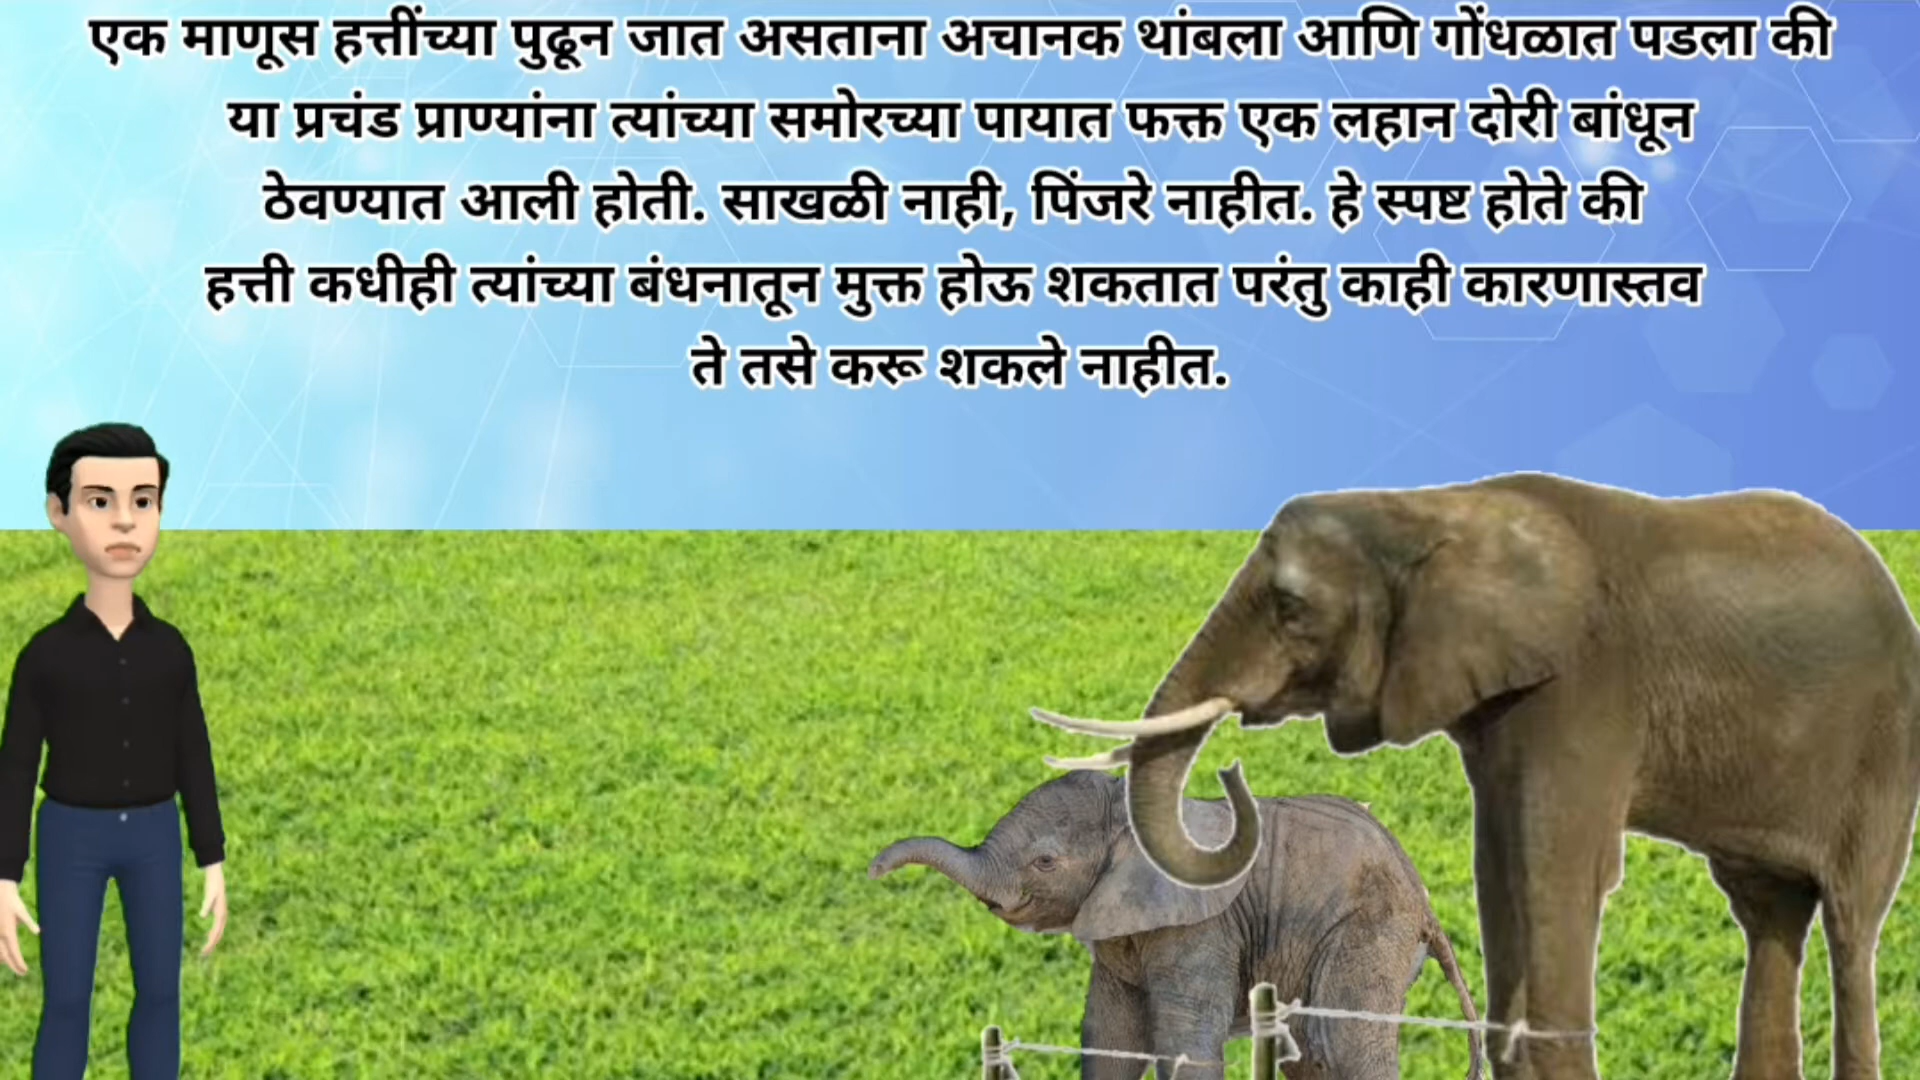 एक माणूस हत्तींच्या पुढून जात असताना अचानक थांबला आणि गोंधळात पडला की
या प्रचंड प्राण्यांना त्यांच्या समोरच्या पायात फक्त एक लहान दोरी बांधून
ठेवण्यात आली होती. साखळी नाही, पिंजरे नाहीत. हे स्पष्ट होते की
हत्ती कधीही त्यांच्या बंधनातून मुक्त होऊ शकतात परंतु काही कारणास्तव
ते तसे करू शकले नाहीत.